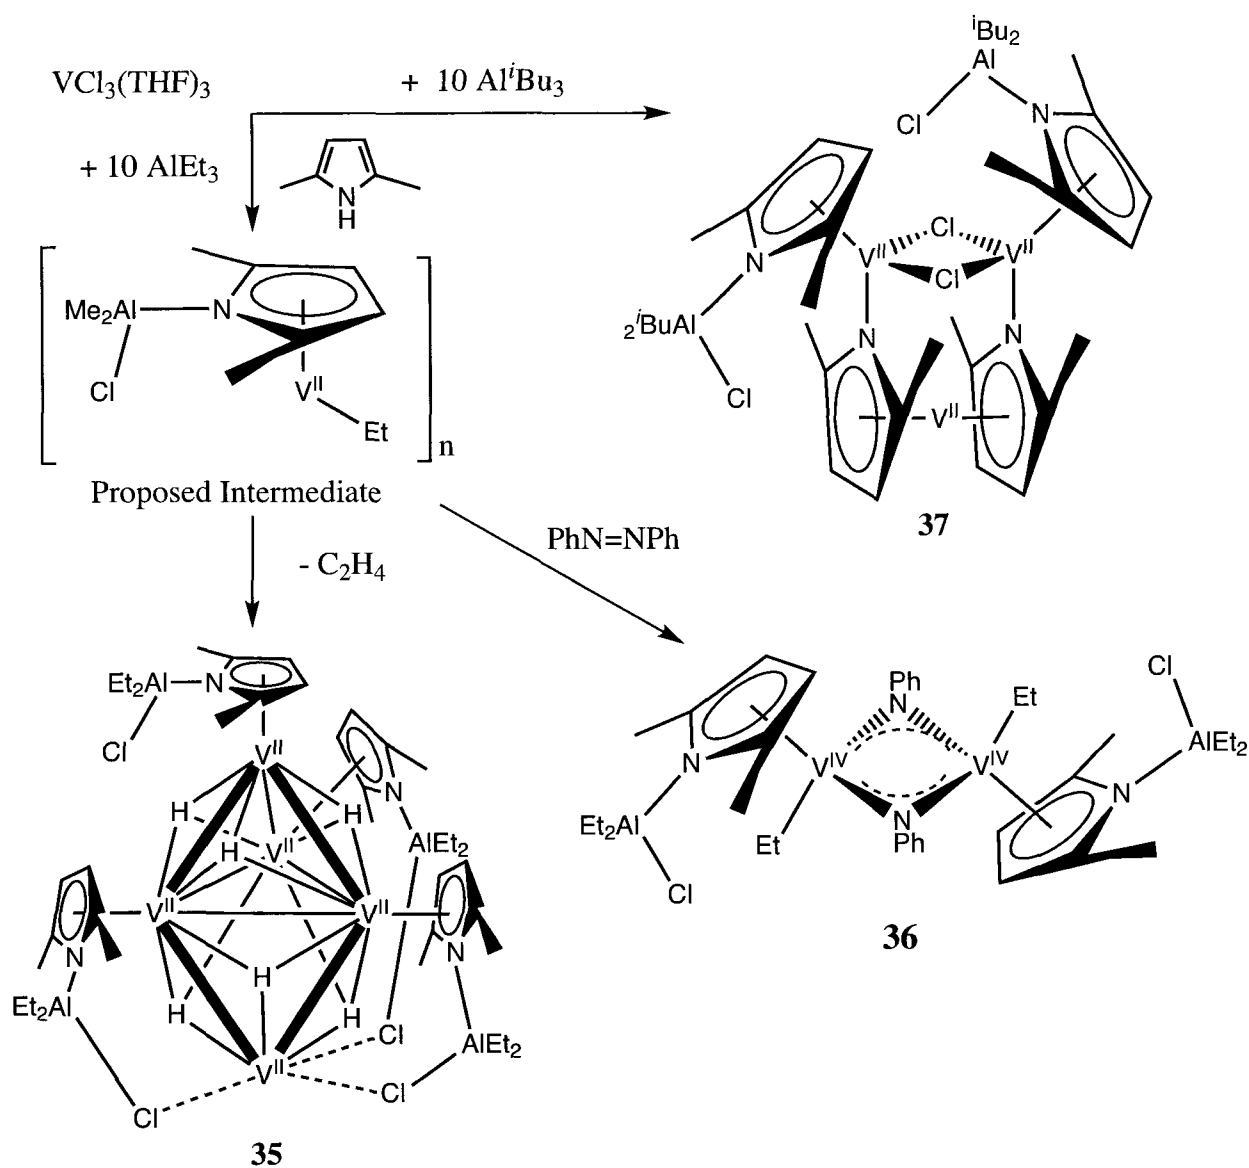 VCl₃(THF)₃
+ 10 AlⁱBu₃
+ 10 AlEt₃
N
H
Me₂Al
N
Cl
Vᴵᴵ
Et
n
Proposed Intermediate
- C₂H₄
PhN=NPh
ⁱBu₂
Al
Cl
N
Cl
Vᴵᴵ
Vᴵᴵ
Cl
N
₂ⁱBuAl
Cl
N
N
Vᴵᴵ
37
Et₂Al
N
Cl
Vᴵᴵ
H
H
N
H
Vᴵᴵ
AlEt₂
Vᴵᴵ
Vᴵᴵ
N
N
H
Et₂Al
H
H
Cl
AlEt₂
Vᴵᴵ
Cl
Cl
35
Cl
Ph
N
Et
AlEt₂
N
Vᴵⱽ
Vᴵⱽ
N
Et₂Al
N
Ph
Et
Cl
36